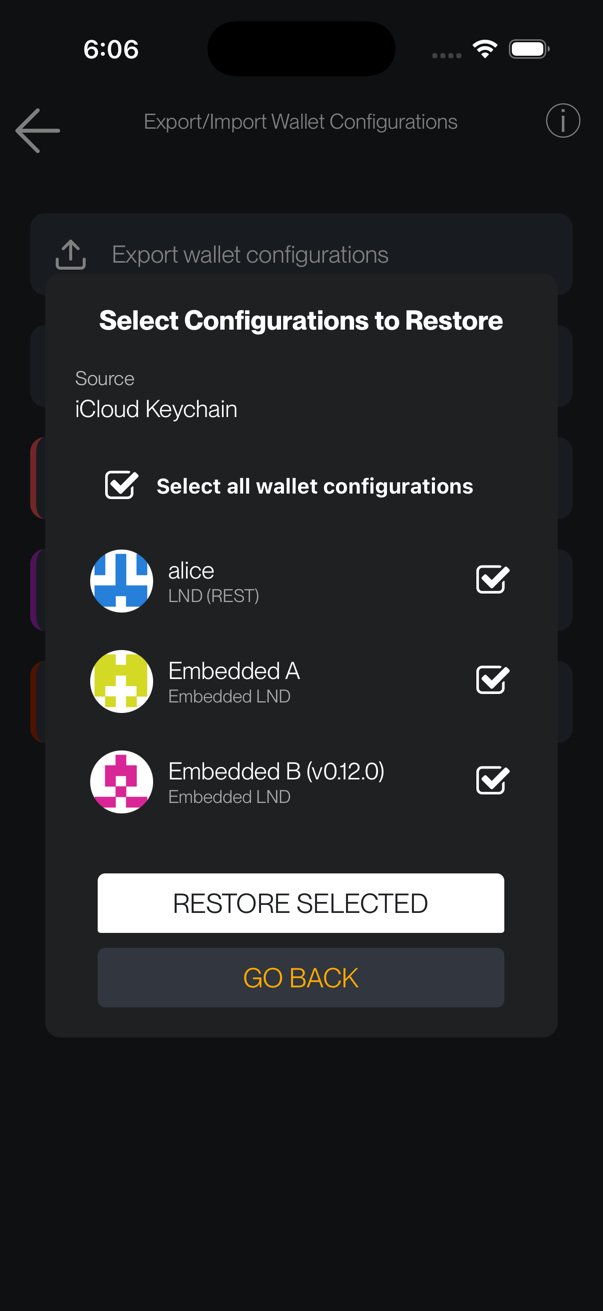 6:06
Export/Import Wallet Configurations
Export wallet configurations
Select Configurations to Restore
Source
iCloud Keychain
Select all wallet configurations
alice
LND (REST)
Embedded A
Embedded LND
Embedded B (v0.12.0)
Embedded LND
RESTORE SELECTED
GO BACK